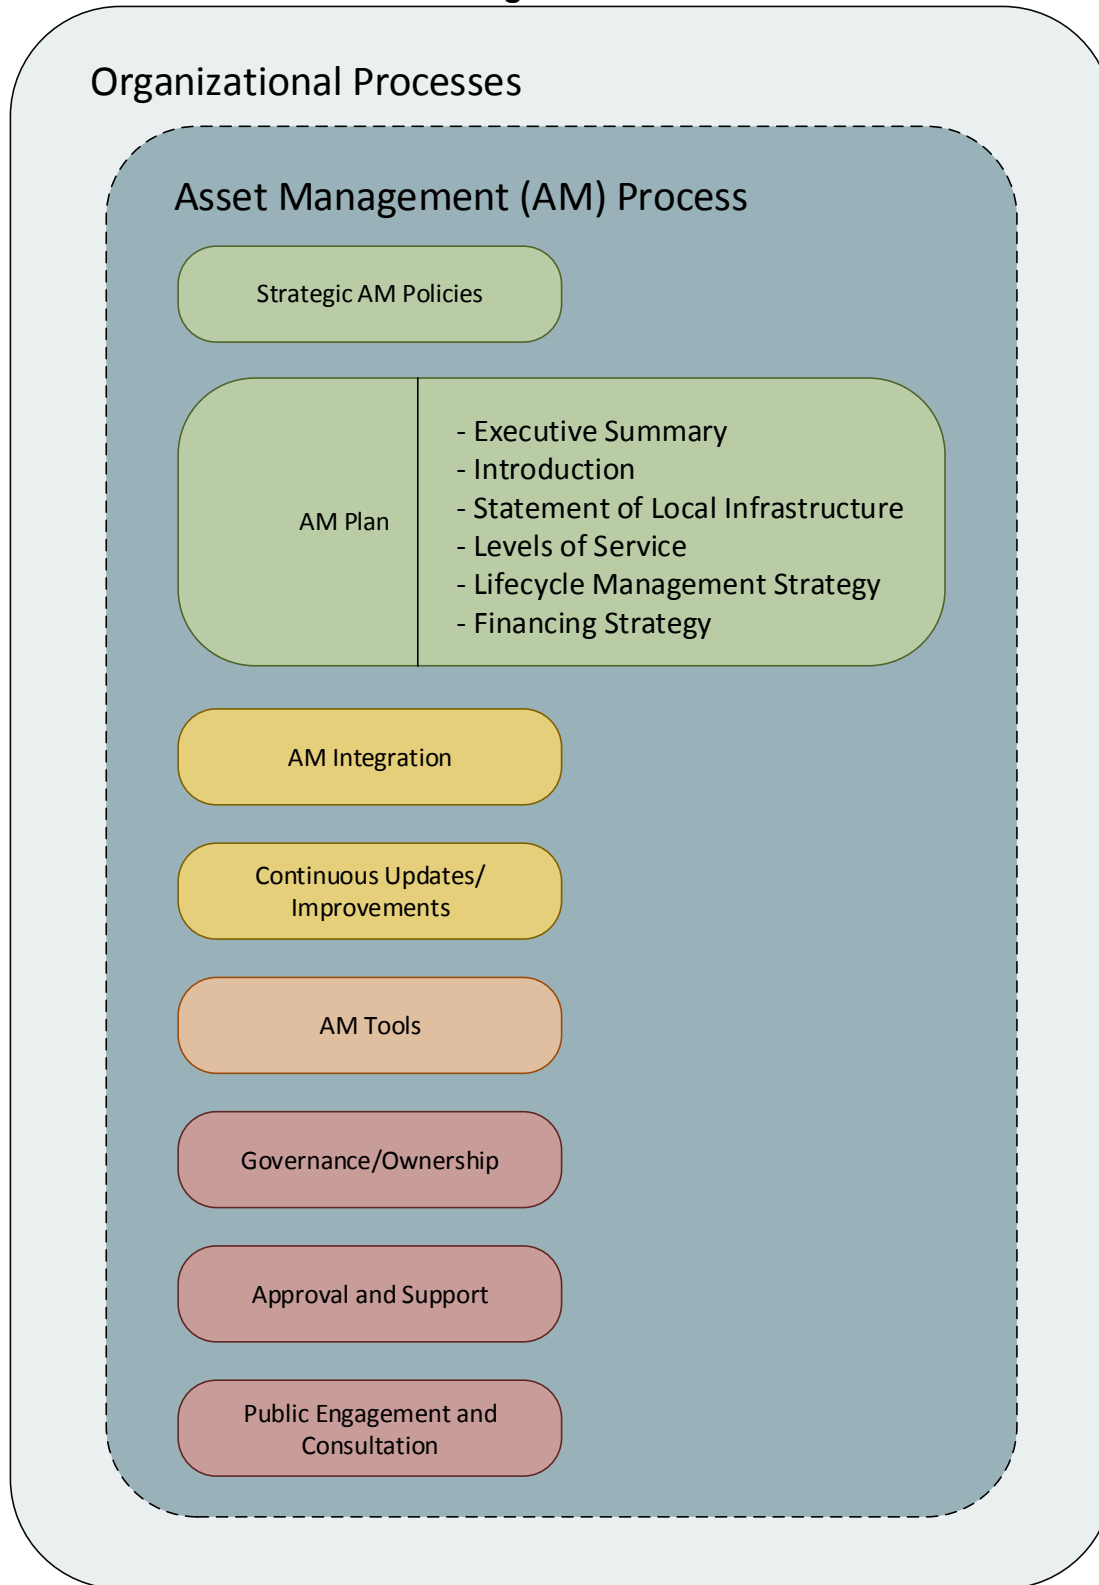 Organizational Processes
Asset Management (AM) Process
Strategic AM Policies
AM Plan
- Executive Summary
- Introduction
- Statement of Local Infrastructure
- Levels of Service
- Lifecycle Management Strategy
- Financing Strategy
AM Integration
Continuous Updates/
Improvements
AM Tools
Governance/Ownership
Approval and Support
Public Engagement and
Consultation